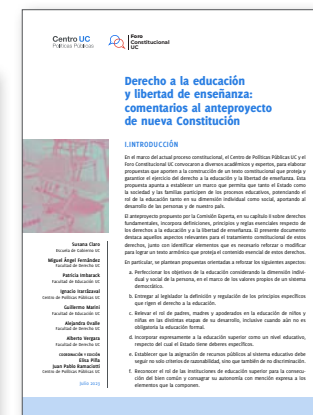 Centro UC
Políticas Públicas
Foro
Constitucional
UC
Derecho a la educación
y libertad de enseñanza:
comentarios al anteproyecto
de nueva Constitución
I.INTRODUCCIÓN
En el marco del actual proceso constitucional, el Centro de Políticas Públicas UC y el
Foro Constitucional UC convocaron a diversos académicos y expertos, para elaborar
propuestas que aporten a la construcción de un texto constitucional que proteja y
garantice el ejercicio del derecho a la educación y la libertad de enseñanza. Esta
propuesta apunta a establecer un marco que permita que tanto el Estado como
la sociedad y las familias participen de los procesos educativos, potenciando el
rol de la educación tanto en su dimensión individual como social, aportando al
desarrollo de las personas y de nuestro país.
El anteproyecto propuesto por la Comisión Experta, en su capítulo II sobre derechos
fundamentales, incorpora definiciones, principios y reglas esenciales respecto de
los derechos a la educación y a la libertad de enseñanza. El presente documento
destaca aquellos aspectos relevantes para el tratamiento constitucional de estos
derechos, junto con identificar elementos que es necesario reforzar o modificar
para lograr un texto armónico que proteja el contenido esencial de estos derechos.
En particular, se plantean propuestas orientadas a reforzar los siguientes aspectos:
a. Perfeccionar los objetivos de la educación considerando la dimensión indivi-
dual y social de la persona, en el marco de los valores propios de un sistema
democrático.
b. Entregar al legislador la definición y regulación de los principios específicos
que rigen el derecho a la educación.
c. Relevar el rol de padres, madres y apoderados en la educación de niños y
niñas en las distintas etapas de su desarrollo, inclusive cuando aún no es
obligatoria la educación formal.
d. Incorporar expresamente a la educación superior como un nivel educativo,
respecto del cual el Estado tiene deberes específicos.
e. Establecer que la asignación de recursos públicos al sistema educativo debe
seguir no solo criterios de razonabilidad, sino que también de no discriminación.
f. Reconocer el rol de las instituciones de educación superior para la consecu-
ción del bien común y consagrar su autonomía con mención expresa a los
elementos que la componen.
Susana Claro
Escuela de Gobierno UC
Miguel Ángel Fernández
Facultad de Derecho UC
Patricia Imbarack
Facultad de Educación UC
Ignacio Irarrázaval
Centro de Políticas Públicas UC
Guillermo Marini
Facultad de Educación UC
Alejandra Ovalle
Facultad de Derecho UC
Alberto Vergara
Facultad de Derecho UC
COORDINACIÓN Y EDICIÓN
Elisa Piña
Juan Pablo Ramaciotti
Centro de Políticas Públicas UC
Julio 2023